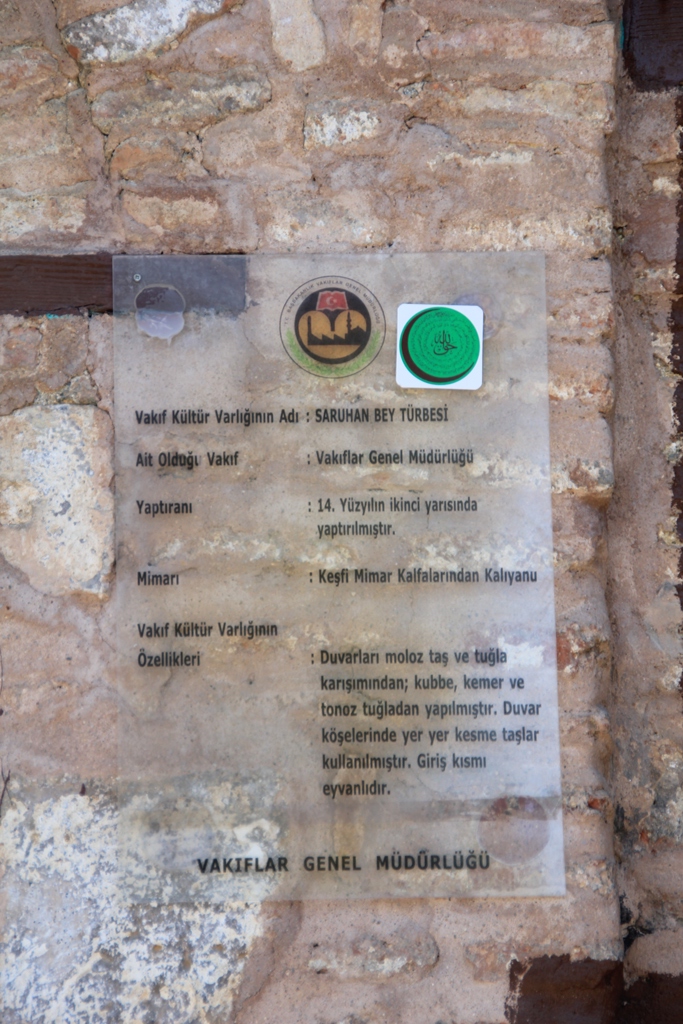 Vakıf Kültür Varlığının Adı : SARUHAN BEY TÜRBESİ
Ait Olduğu Vakıf : Vakıflar Genel Müdürlüğü
Yaptıranı : 14. Yüzyılın ikinci yarısında
yaptırılmıştır.
Mimarı : Keşfi Mimar Kalfalarından Kalıyanu
Vakıf Kültür Varlığının
Özellikleri : Duvarları moloz taş ve tuğla
karışımından; kubbe, kemer ve
tonoz tuğladan yapılmıştır. Duvar
köşelerinde yer yer kesme taşlar
kullanılmıştır. Giriş kısmı
eyvanlıdır.
VAKIFLAR GENEL MÜDÜRLÜĞÜ